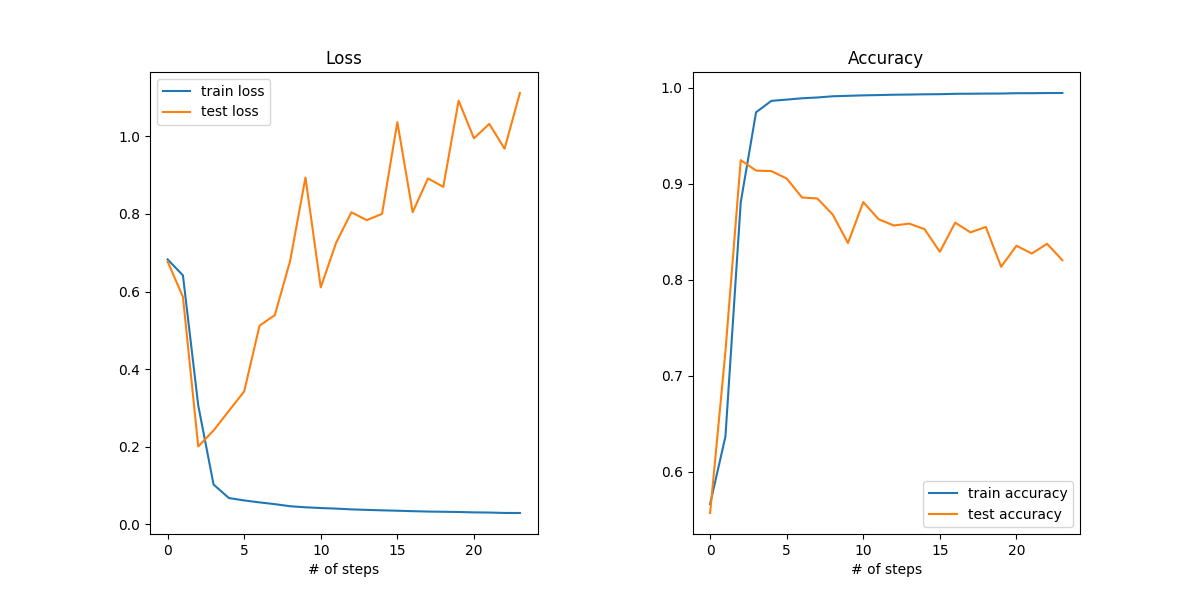 Loss
train loss
test loss
1.0
0.8
0.6
0.4
0.2
0.0
0 5 10 15 20
# of steps
Accuracy
1.0
0.9
0.8
0.7
0.6
train accuracy
test accuracy
0 5 10 15 20
# of steps